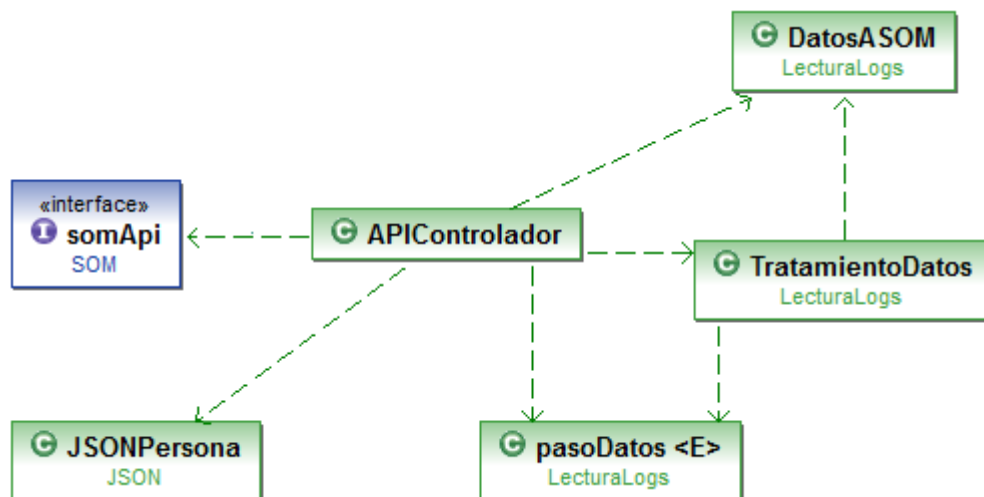 C DatosASOM
LecturaLogs
«interface»
I somApi
SOM
C APIControlador
C TratamientoDatos
LecturaLogs
C JSONPersona
JSON
C pasoDatos <E>
LecturaLogs